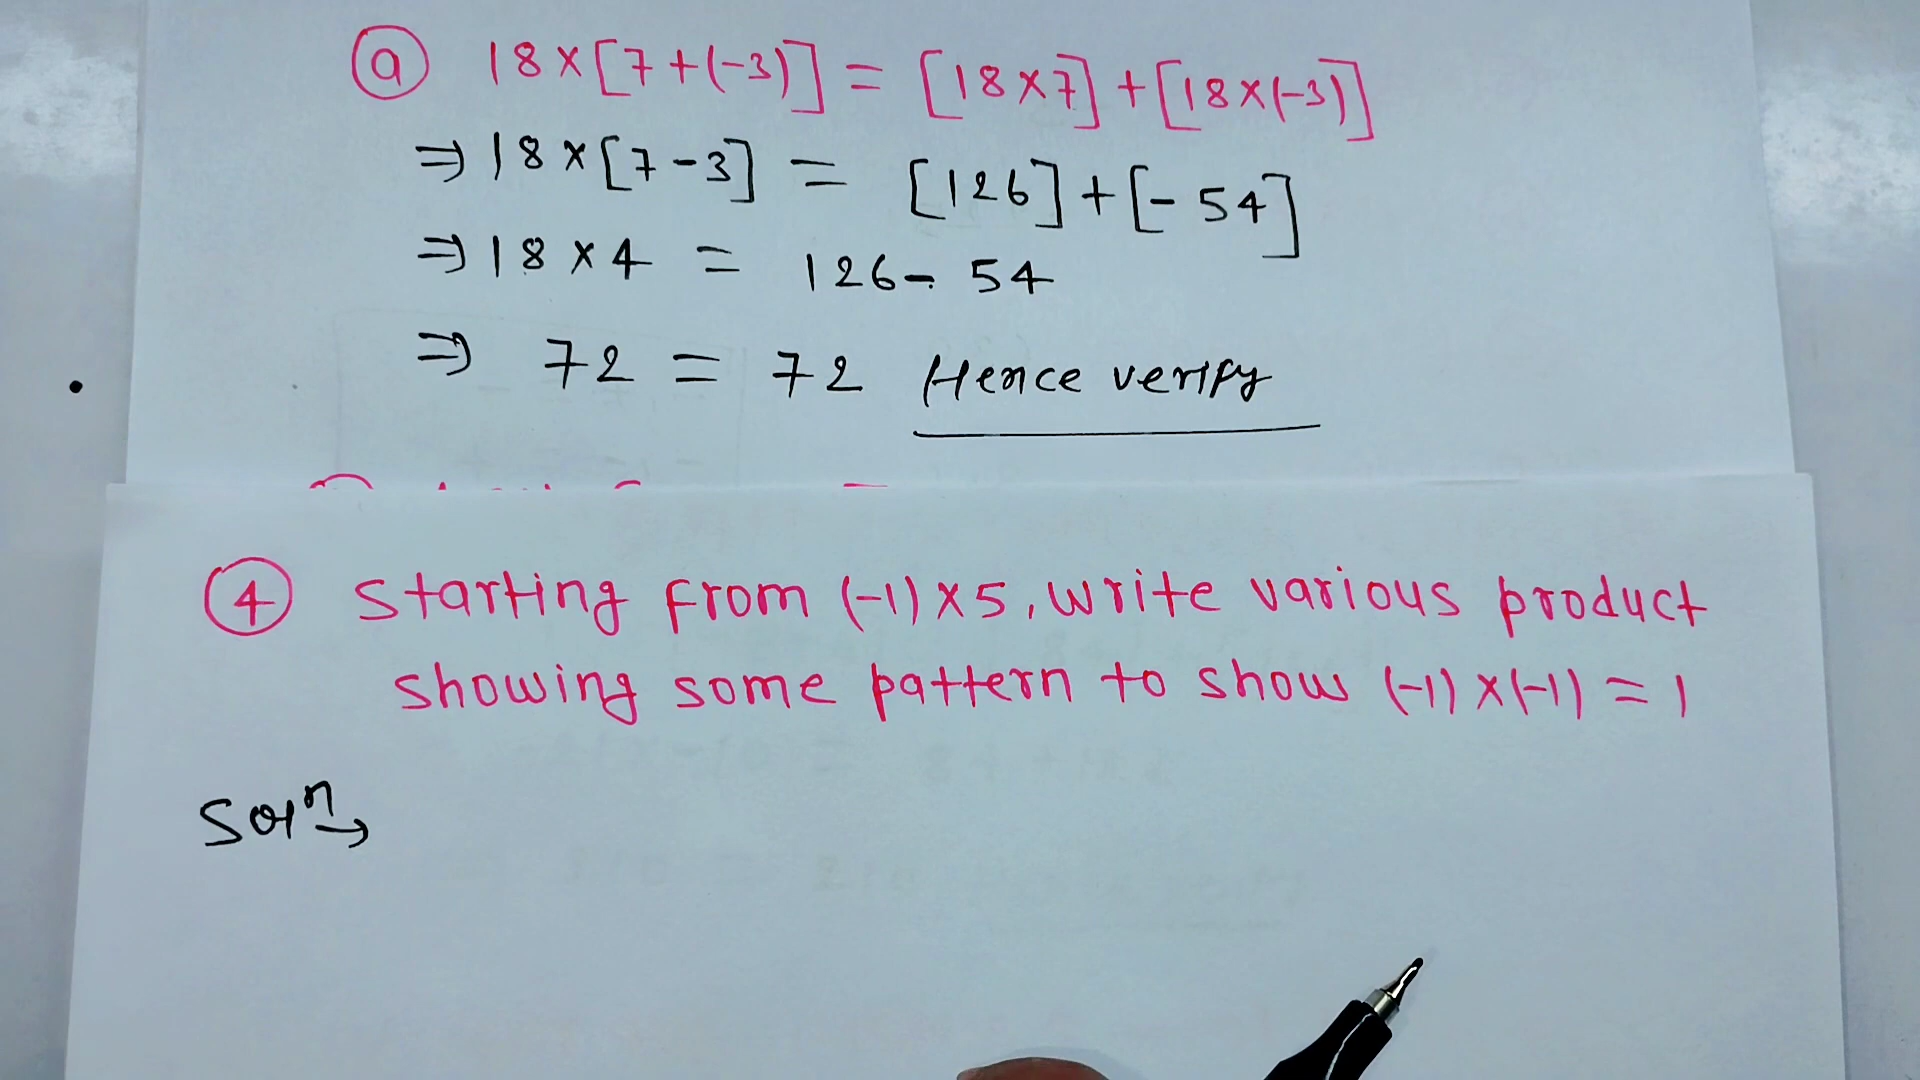 a 18×[7+(-3)] = [18×7]+[18×(-3)]
⇒18×[7-3] = [126]+[-54]
⇒18×4 = 126-54
⇒ 72 = 72 Hence verify
4 Starting from (-1)×5, write various product
showing some pattern to show (-1)×(-1)=1
Solⁿ→